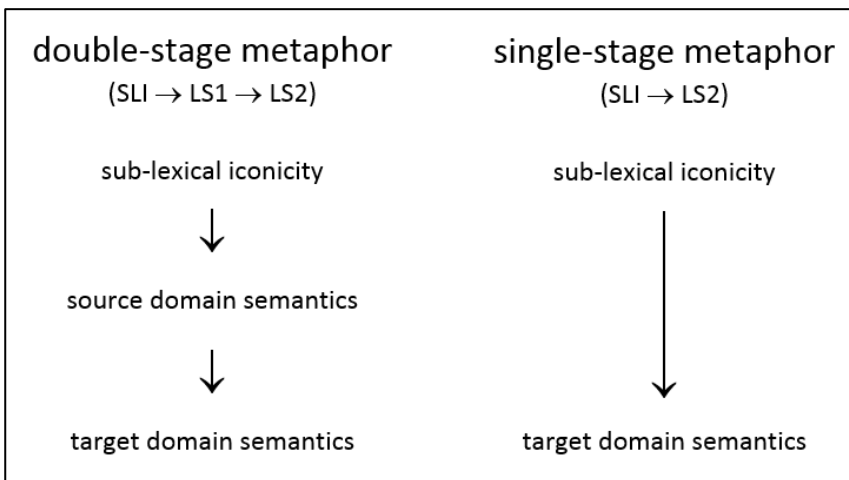 double-stage metaphor
(SLI → LS1 → LS2)
sub-lexical iconicity
source domain semantics
target domain semantics
single-stage metaphor
(SLI → LS2)
sub-lexical iconicity
target domain semantics